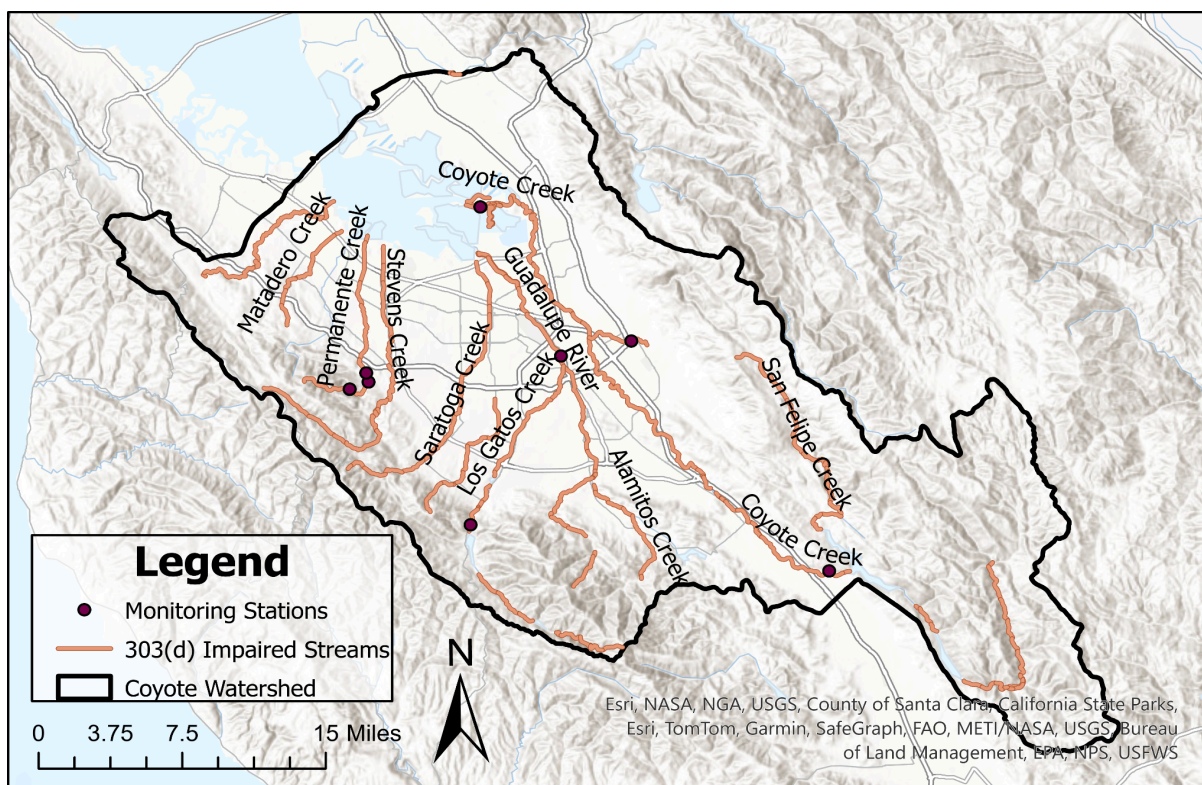 Coyote Creek
Matadero Creek
Permanente Creek
Stevens Creek
Guadalupe River
Saratoga Creek
Los Gatos Creek
San Felipe Creek
Alamitos Creek
Coyote Creek
Legend
Monitoring Stations
303(d) Impaired Streams
Coyote Watershed
N
0 3.75 7.5 15 Miles
Esri, NASA, NGA, USGS, County of Santa Clara, California State Parks,
Esri, TomTom, Garmin, SafeGraph, FAO, METI/NASA, USGS, Bureau
of Land Management, EPA, NPS, USFWS